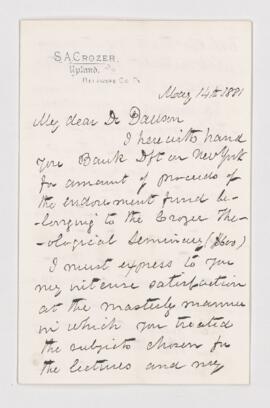 S.A. CROZER.
Upland.
DELAWARE CO. PA.
May 14th 1881
My dear Dr Dawson
I herewith hand
you Bank Dft on New York
for amount of proceeds of
the endowment fund be-
-longing to the Crozer The-
-ological Seminary ($600)
I must express to you
my intense satisfaction
at the masterly manner
in which you treated
the subjects chosen for
the lectures and my